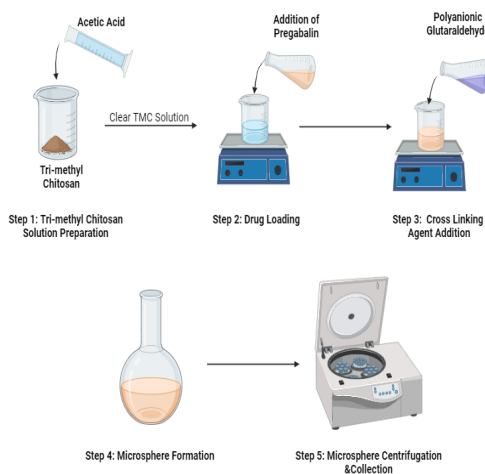 Acetic Acid
Addition of
Pregabalin
Polyanionic
Glutaraldehyd
Clear TMC Solution
Tri-methyl
Chitosan
Step 1: Tri-methyl Chitosan
Solution Preparation
Step 2: Drug Loading
Step 3: Cross Linking
Agent Addition
Step 4: Microsphere Formation
Step 5: Microsphere Centrifugation
&Collection